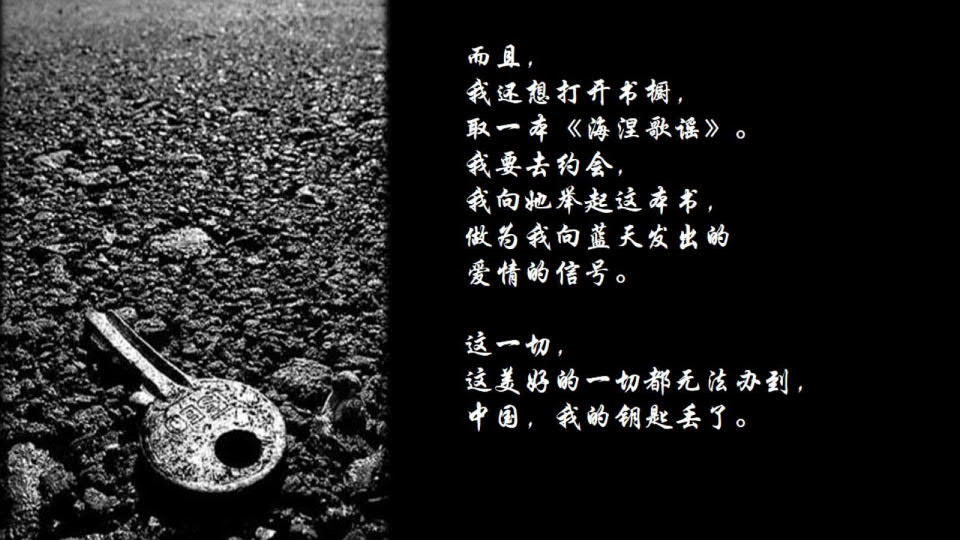 而且，
我还想打开书橱，
取一本《海涅歌谣》。
我要去约会，
我向她举起这本书，
做为我向蓝天发出的
爱情的信号。
这一切，
这美好的一切都无法办到，
中国，我的钥匙丢了。